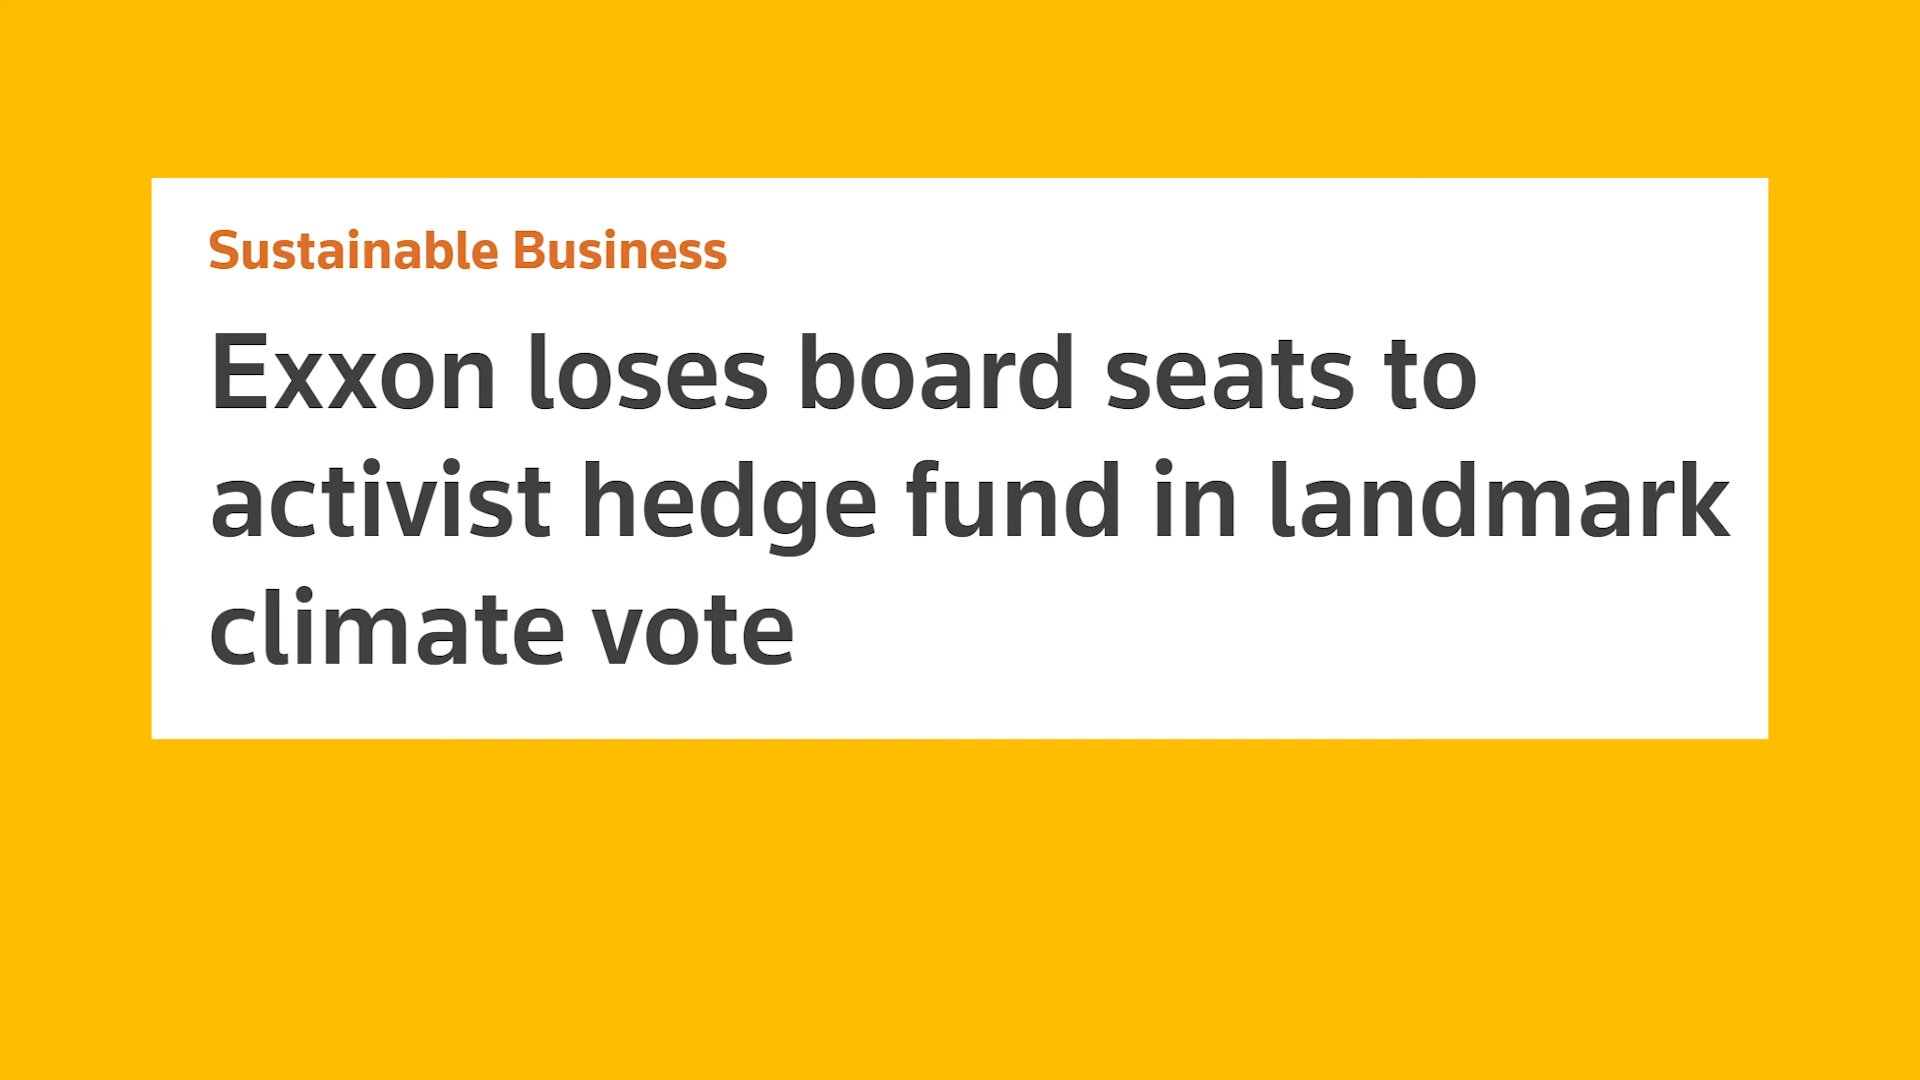 Sustainable Business
Exxon loses board seats to
activist hedge fund in landmark
climate vote